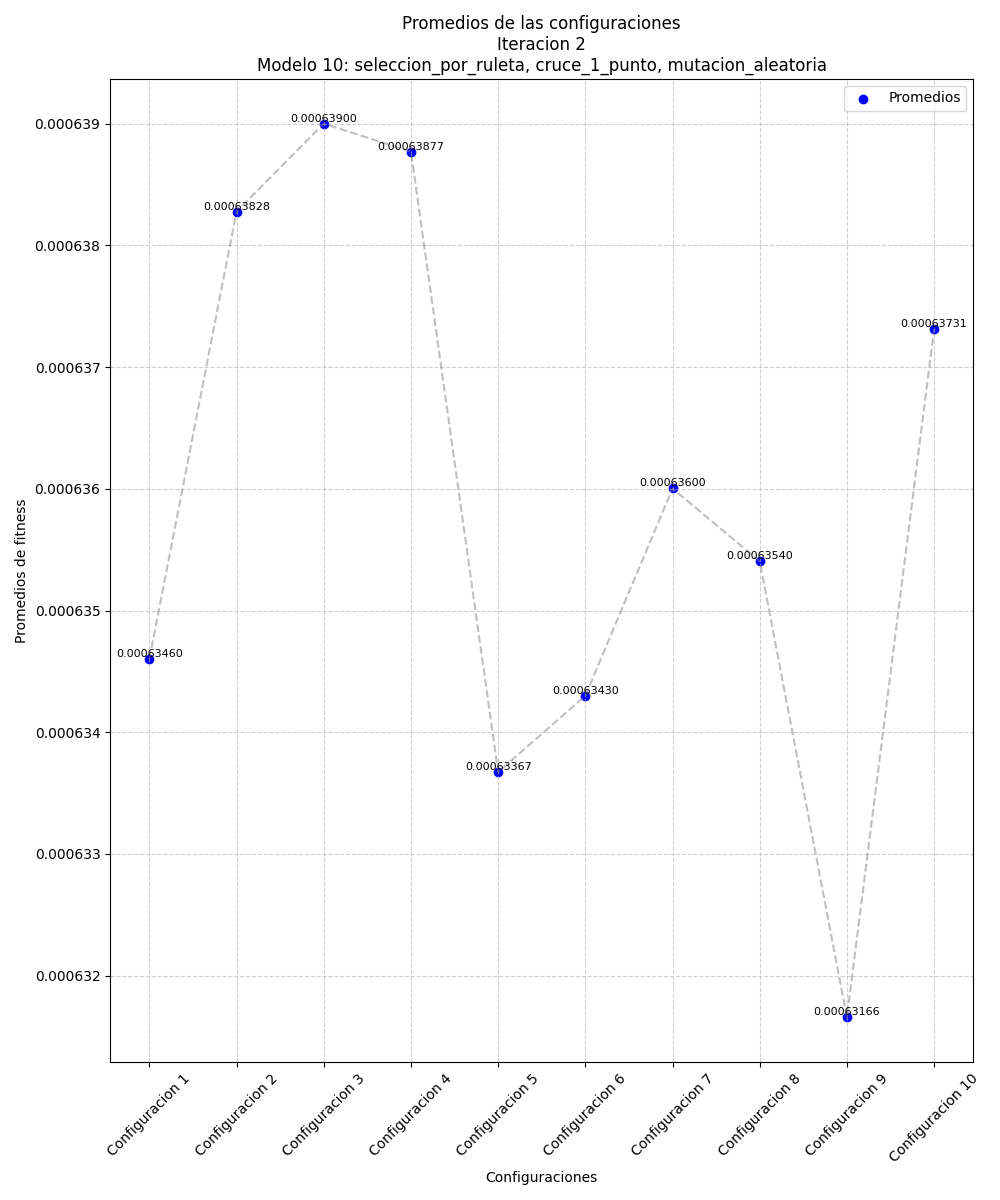 Promedios de las configuraciones
Iteracion 2
Modelo 10: seleccion_por_ruleta, cruce_1_punto, mutacion_aleatoria
Promedios
0.000639
0.000638
0.000637
0.000636
0.000635
0.000634
0.000633
0.000632
Promedios de fitness
0.00063460
0.00063828
0.00063900
0.00063877
0.00063367
0.00063430
0.00063600
0.00063540
0.00063166
0.00063731
Configuracion 1
Configuracion 2
Configuracion 3
Configuracion 4
Configuracion 5
Configuracion 6
Configuracion 7
Configuracion 8
Configuracion 9
Configuracion 10
Configuraciones